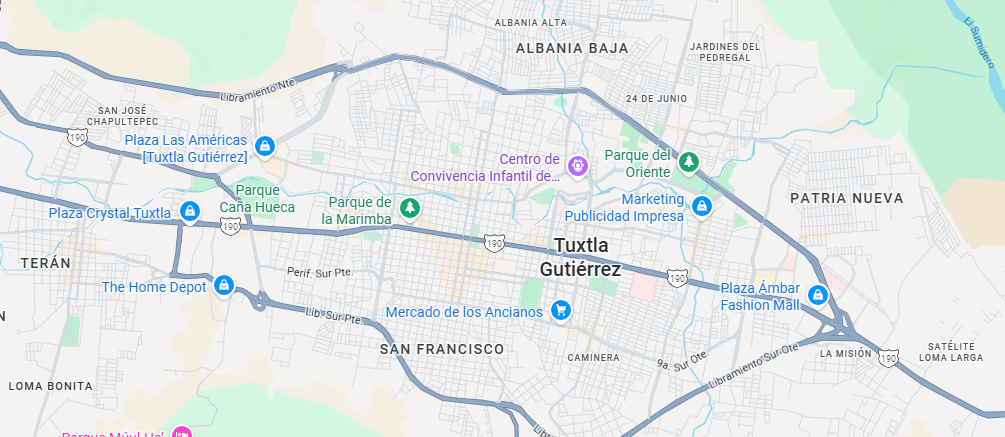 ALBANIA ALTA
El Sumidero
ALBANIA BAJA
JARDINES DEL
PEDREGAL
Libramiento Nte.
24 DE JUNIO
SAN JOSÉ
CHAPULTEPEC
190
Plaza Las Américas
[Tuxtla Gutiérrez]
Centro de
Convivencia Infantil de…
Parque del
Oriente
Parque
Caña Hueca
Parque de
la Marimba
Marketing
Publicidad Impresa
PATRIA NUEVA
Plaza Crystal Tuxtla
190
190
Tuxtla
Gutiérrez
TERÁN
Perif. Sur Pte.
190
The Home Depot
Plaza Ámbar
Fashion Mall
Lib. Sur Pte.
Mercado de los Ancianos
SAN FRANCISCO
CAMINERA
9a. Sur Ote.
LA MISIÓN
190
SATÉLITE
LOMA LARGA
LOMA BONITA
Libramiento Sur Ote.